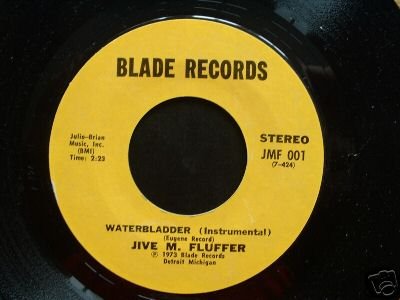 BLADE RECORDS
Julio-Brian
Music, Inc.
(BMI)
Time: 2:23
STEREO
JMF 001
(7-424)
WATERBLADDER (Instrumental)
(Eugene Record)
JIVE M. FLUFFER
℗ 1973 Blade Records
Detroit Michigan